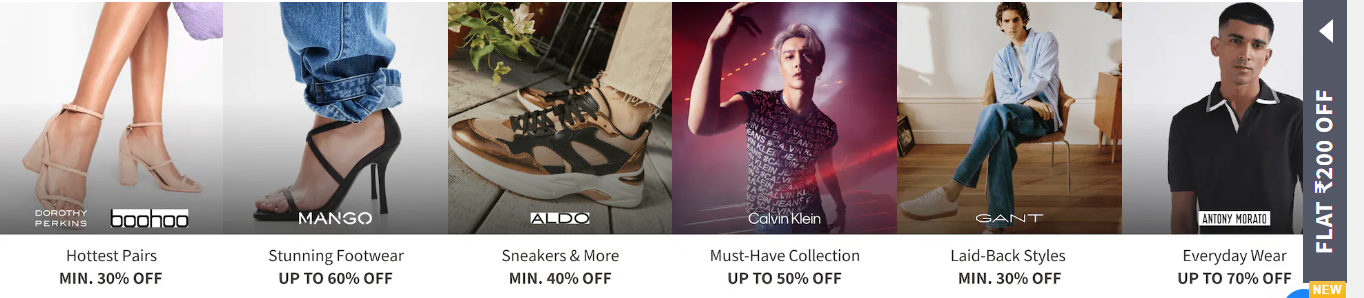 DOROTHY
PERKINS
boohoo
Hottest Pairs
MIN. 30% OFF
MANGO
Stunning Footwear
UP TO 60% OFF
ALDO
Sneakers & More
MIN. 40% OFF
Calvin Klein
Must-Have Collection
UP TO 50% OFF
GANT
Laid-Back Styles
MIN. 30% OFF
ANTONY MORATO
Everyday Wear
UP TO 70% OFF
FLAT ₹200 OFF
NEW